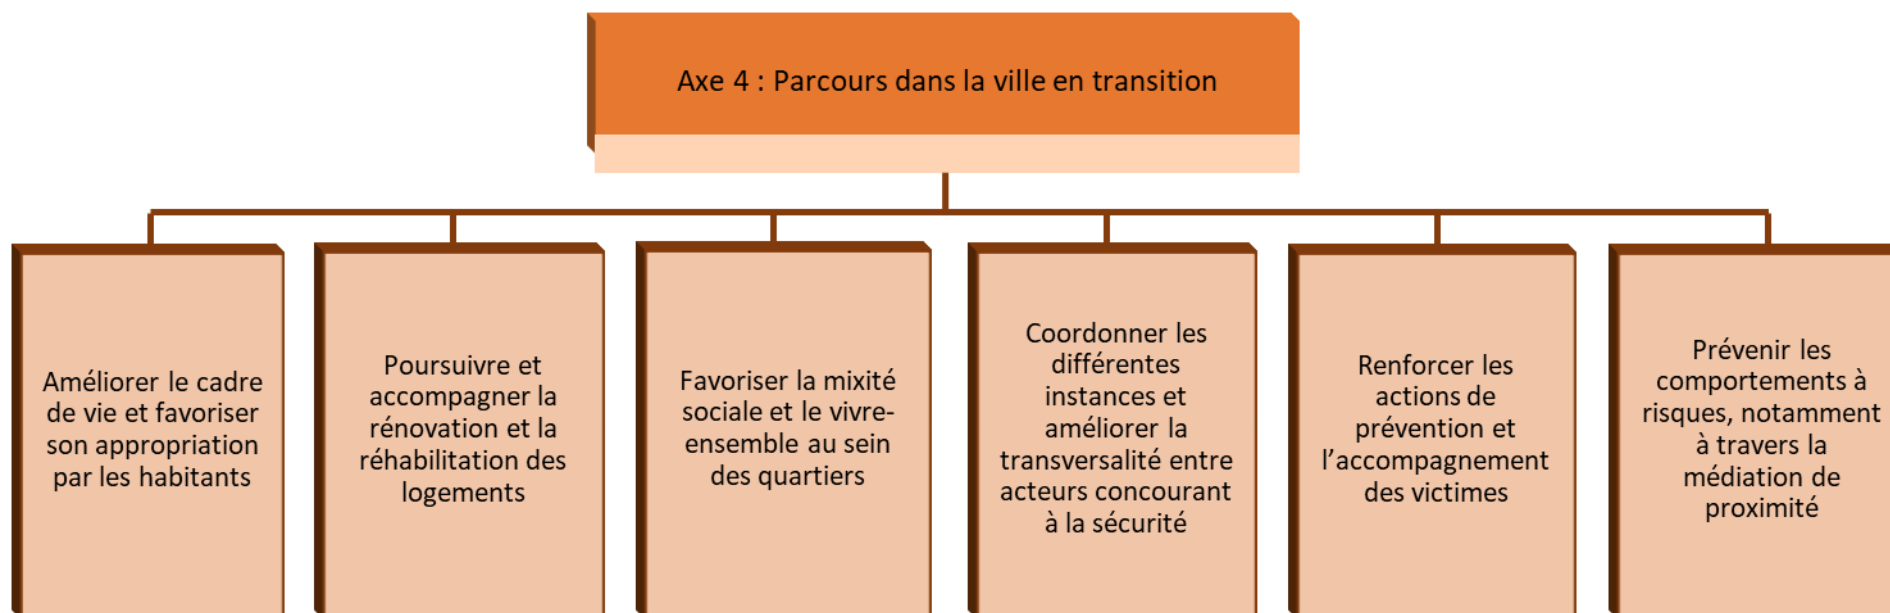 Axe 4 : Parcours dans la ville en transition
Améliorer le cadre
de vie et favoriser
son appropriation
par les habitants
Poursuivre et
accompagner la
rénovation et la
réhabilitation des
logements
Favoriser la mixité
sociale et le vivre-
ensemble au sein
des quartiers
Coordonner les
différentes
instances et
améliorer la
transversalité entre
acteurs concourant
à la sécurité
Renforcer les
actions de
prévention et
l’accompagnement
des victimes
Prévenir les
comportements à
risques, notamment
à travers la
médiation de
proximité